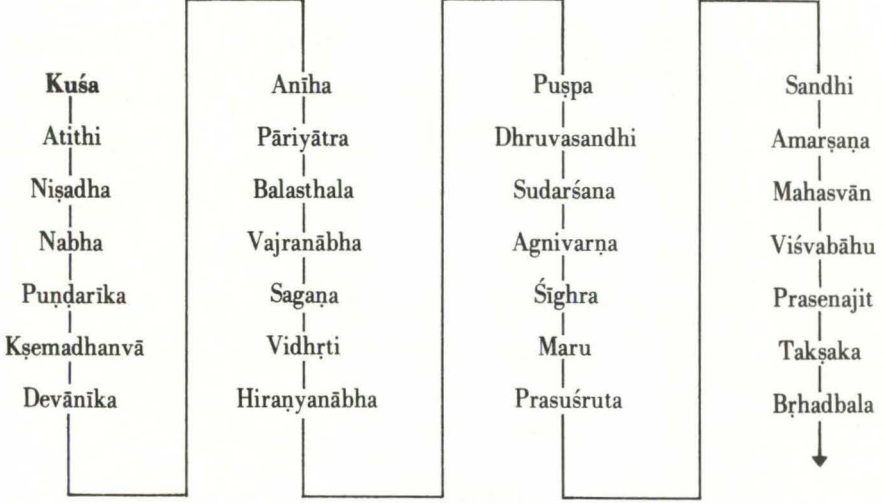 Kuśa
Atithi
Niṣadha
Nabha
Puṇḍarīka
Kṣemadhanvā
Devānīka
Anīha
Pāriyātra
Balasthala
Vajranābha
Sagaṇa
Vidhṛti
Hiraṇyanābha
Puṣpa
Dhruvasandhi
Sudarśana
Agnivarṇa
Śīghra
Maru
Prasuśruta
Sandhi
Amarṣaṇa
Mahasvān
Viśvabāhu
Prasenajit
Takṣaka
Bṛhadbala